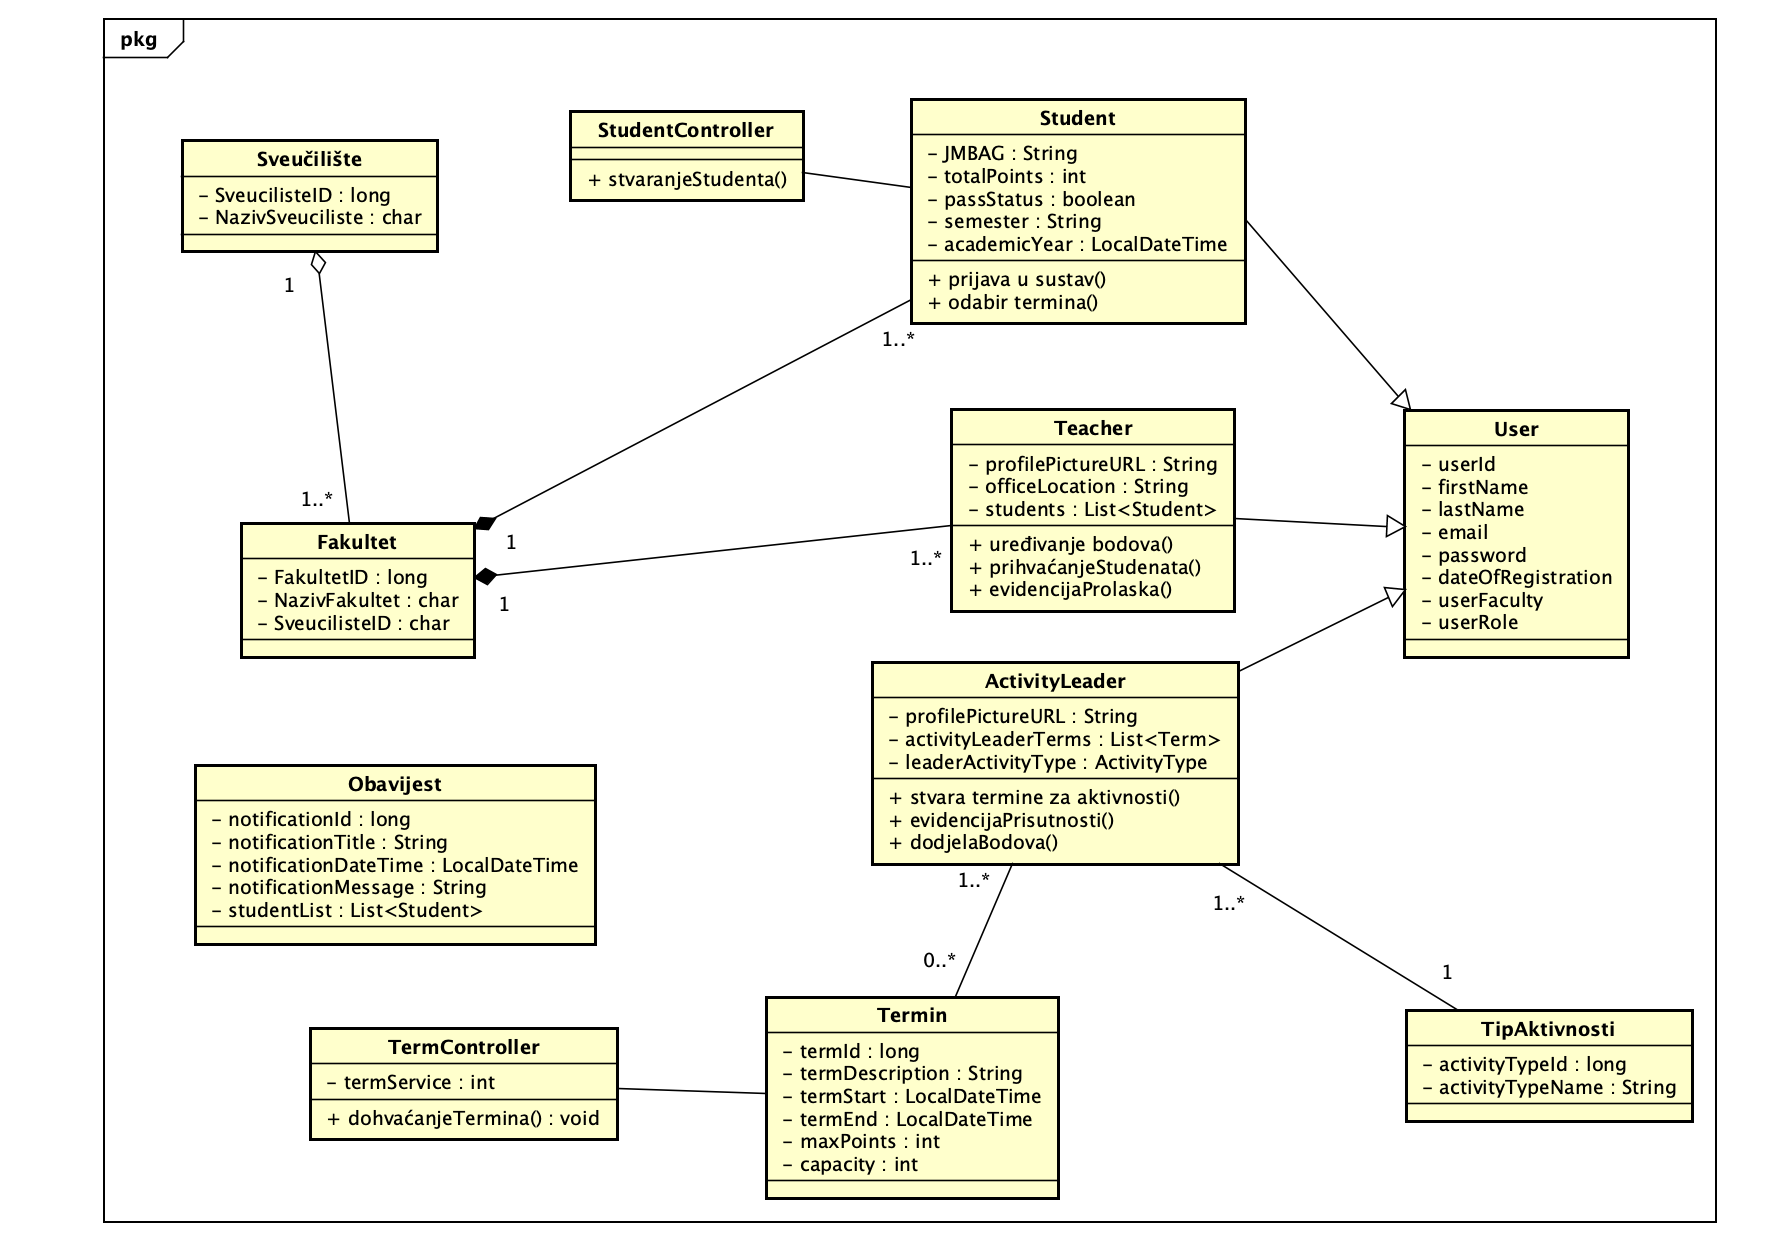 pkg
Sveučilište
- SveucilisteID : long
- NazivSveuciliste : char
StudentController
+ stvaranjeStudenta()
Student
- JMBAG : String
- totalPoints : int
- passStatus : boolean
- semester : String
- academicYear : LocalDateTime
+ prijava u sustav()
+ odabir termina()
1
1..*
1..*
Fakultet
- FakultetID : long
- NazivFakultet : char
- SveucilisteID : char
1
1
1..*
Teacher
- profilePictureURL : String
- officeLocation : String
- students : List<Student>
+ uređivanje bodova()
+ prihvaćanjeStudenata()
+ evidencijaProlaska()
User
- userId
- firstName
- lastName
- email
- password
- dateOfRegistration
- userFaculty
- userRole
ActivityLeader
- profilePictureURL : String
- activityLeaderTerms : List<Term>
- leaderActivityType : ActivityType
+ stvara termine za aktivnosti()
+ evidencijaPrisutnosti()
+ dodjelaBodova()
Obavijest
- notificationId : long
- notificationTitle : String
- notificationDateTime : LocalDateTime
- notificationMessage : String
- studentList : List<Student>
1..*
1..*
0..*
1
TermController
- termService : int
+ dohvaćanjeTermina() : void
Termin
- termId : long
- termDescription : String
- termStart : LocalDateTime
- termEnd : LocalDateTime
- maxPoints : int
- capacity : int
TipAktivnosti
- activityTypeId : long
- activityTypeName : String